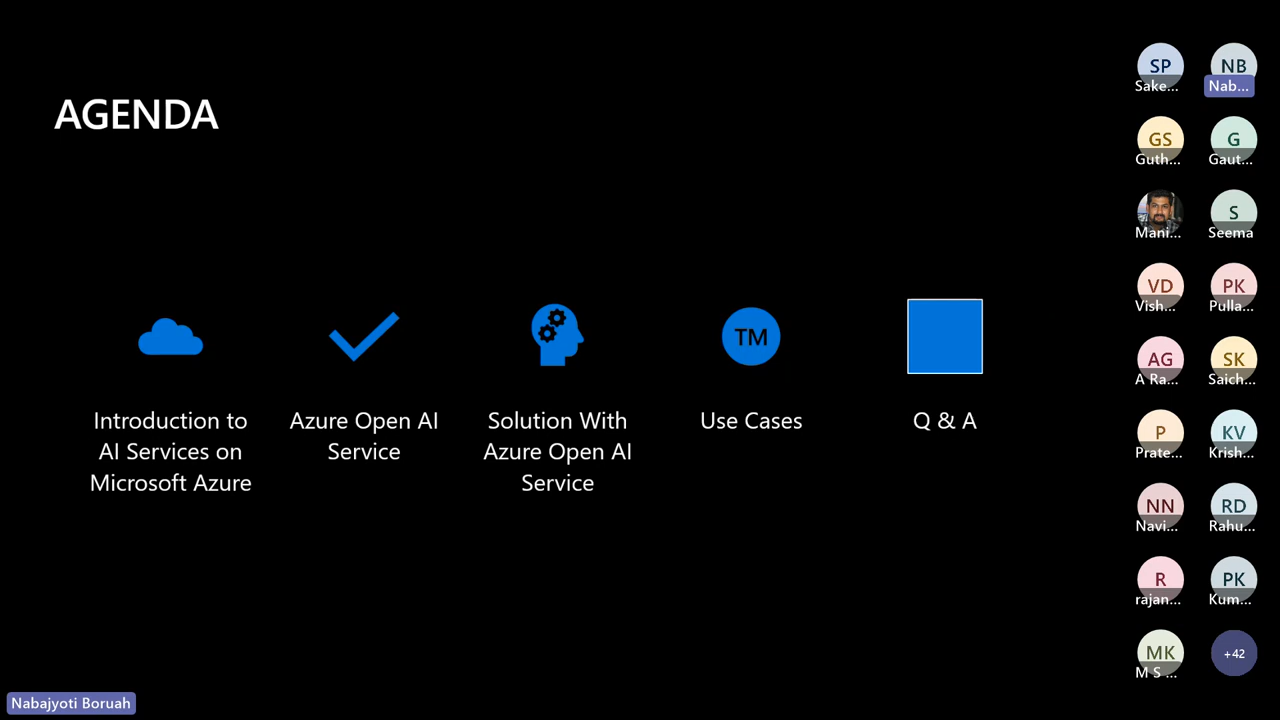 AGENDA
TM
Introduction to
AI Services on
Microsoft Azure
Azure Open AI
Service
Solution With
Azure Open AI
Service
Use Cases
Q & A
SP
Sake...
NB
Nab...
GS
Guth...
G
Gaut...
Mani...
S
Seema
VD
Vish...
PK
Pulla...
AG
A Ra...
SK
Saich...
P
Prate...
KV
Krish...
NN
Navi...
RD
Rahu...
R
rajan...
PK
Kum...
MK
M S ...
+42
Nabajyoti Boruah